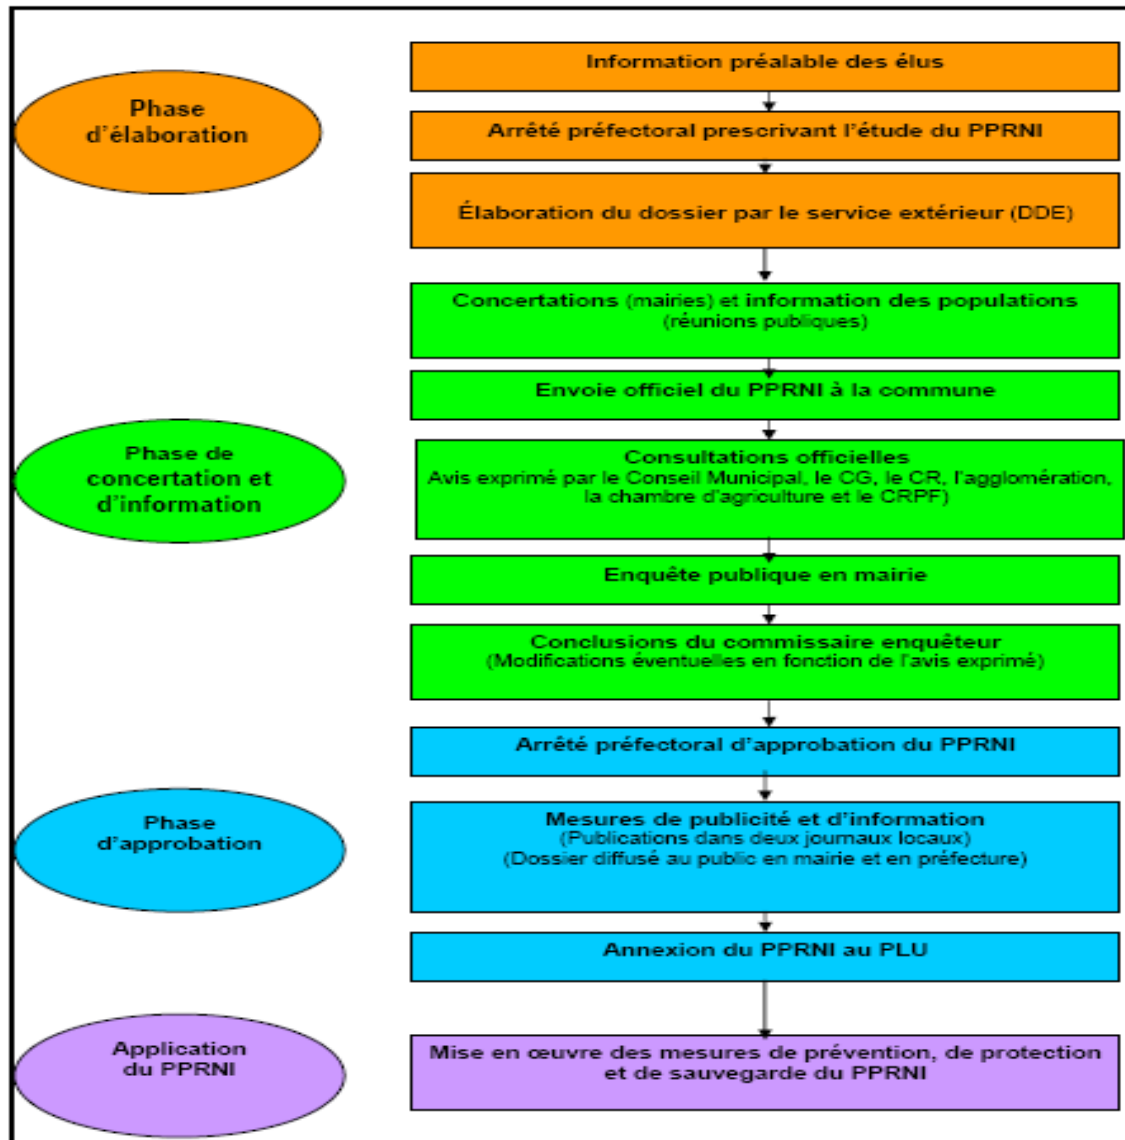 Phase
d'élaboration
Information préalable des élus
Arrêté préfectoral prescrivant l'étude du PPRNI
Élaboration du dossier par le service extérieur (DDE)
Phase de
concertation et
d'information
Concertations (mairies) et information des populations
(réunions publiques)
Envoie officiel du PPRNI à la commune
Consultations officielles
Avis exprimé par le Conseil Municipal, le CG, le CR, l'agglomération,
la chambre d'agriculture et le CRPF)
Enquête publique en mairie
Conclusions du commissaire enquêteur
(Modifications éventuelles en fonction de l'avis exprimé)
Phase
d'approbation
Arrêté préfectoral d'approbation du PPRNI
Mesures de publicité et d'information
(Publications dans deux journaux locaux)
(Dossier diffusé au public en mairie et en préfecture)
Annexion du PPRNI au PLU
Application
du PPRNI
Mise en œuvre des mesures de prévention, de protection
et de sauvegarde du PPRNI